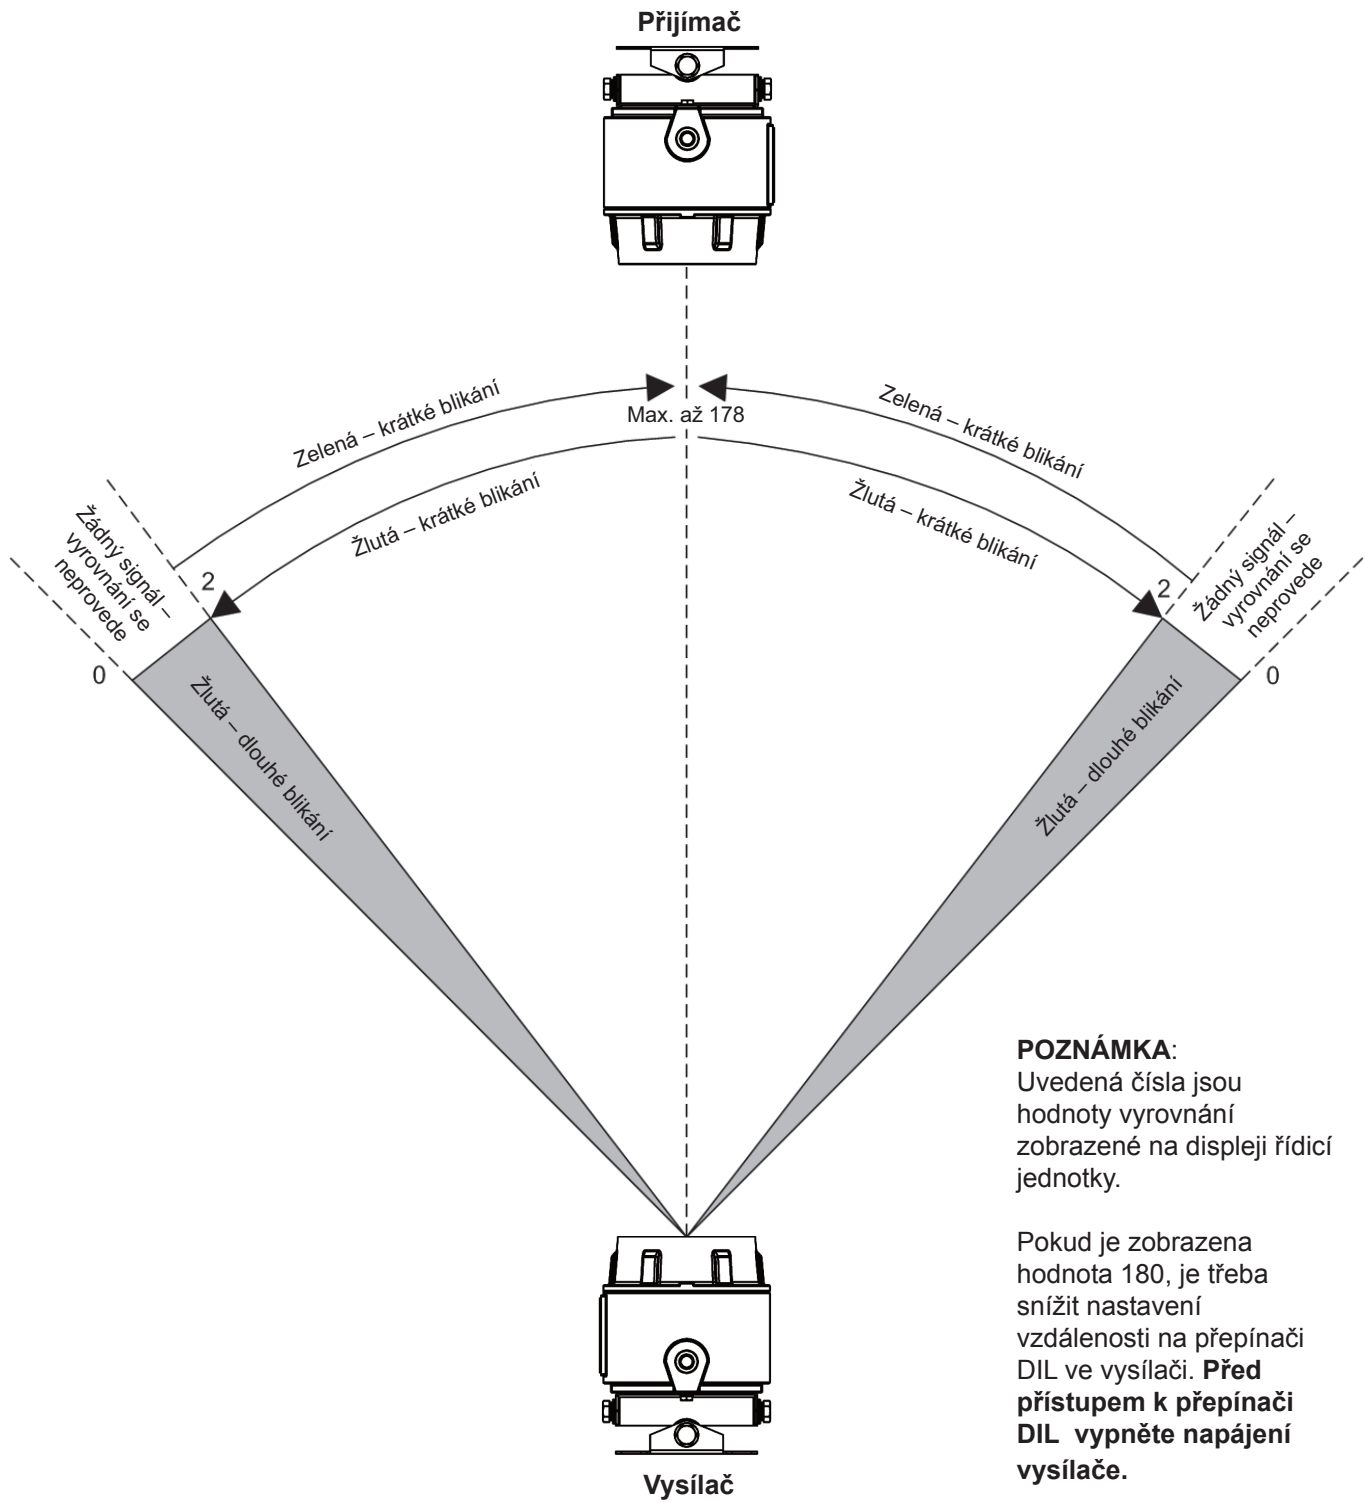 Přijímač
Zelená – krátké blikání
Zelená – krátké blikání
Max. až 178
Žlutá – krátké blikání
Žlutá – krátké blikání
Žádný signál –
vyrovnání se
neprovede
Žádný signál –
vyrovnání se
neprovede
2
2
0
0
Žlutá – dlouhé blikání
Žlutá – dlouhé blikání
POZNÁMKA:
Uvedená čísla jsou
hodnoty vyrovnání
zobrazené na displeji řídicí
jednotky.
Pokud je zobrazena
hodnota 180, je třeba
snížit nastavení
vzdálenosti na přepínači
DIL ve vysílači. Před
přístupem k přepínači
DIL  vypněte napájení
vysílače.
Vysílač